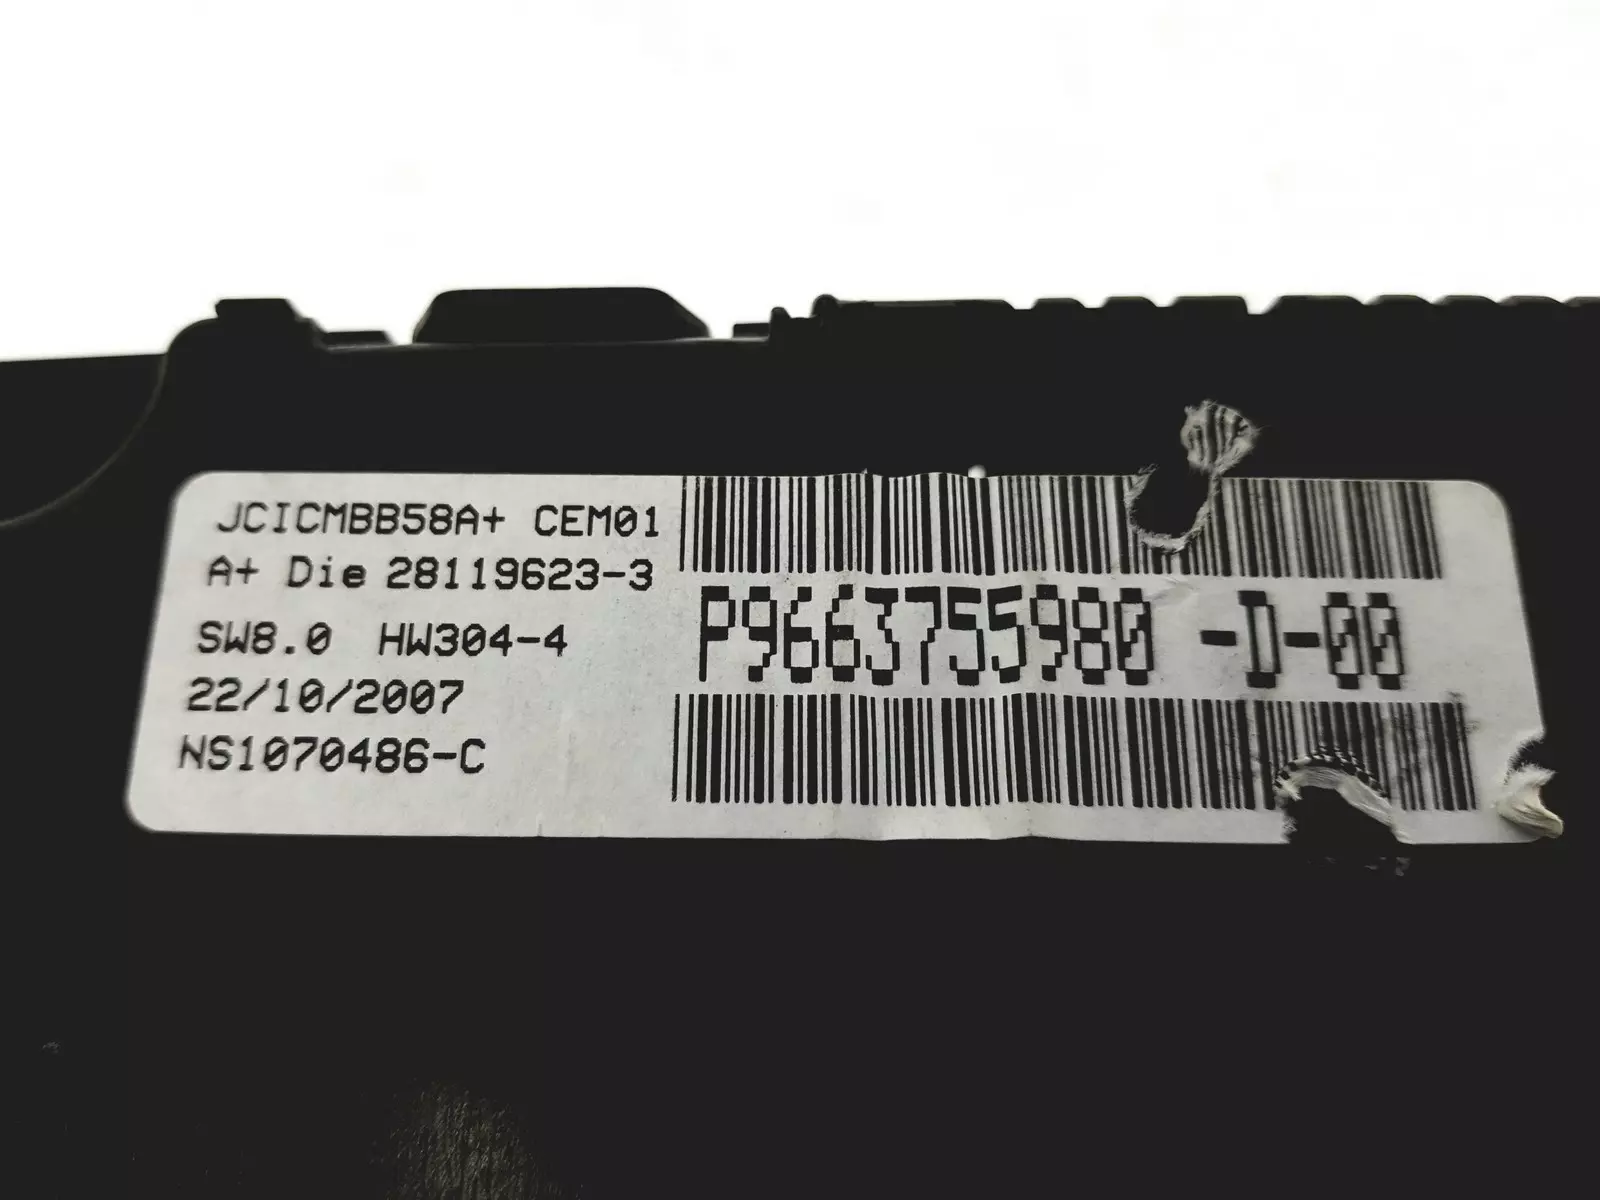 JCICMBB58A+ CEM01
A+ Die 28119623-3
SW8.0 HW304-4
22/10/2007
NS1070486-C
P9663755980 -D-00